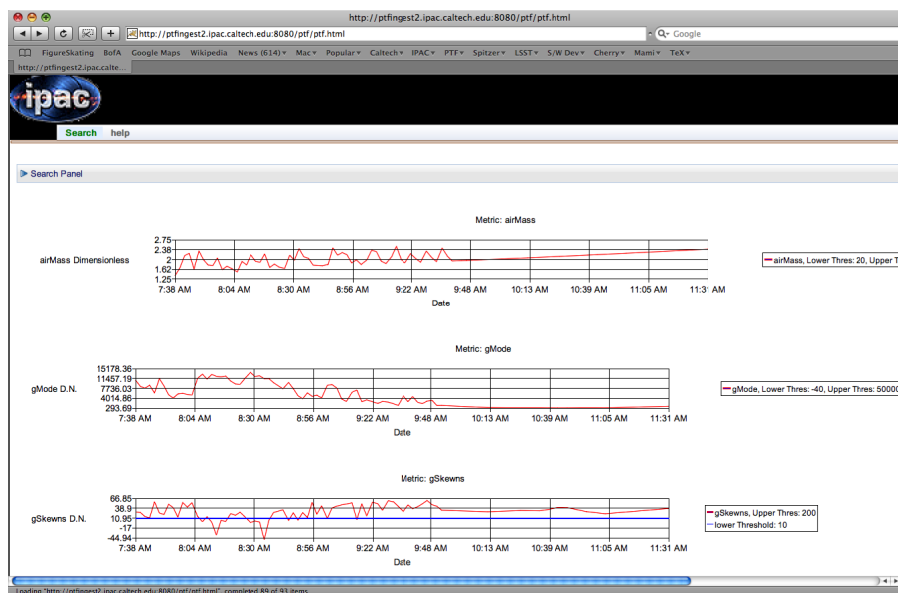 http://ptfingest2.ipac.caltech.edu:8080/ptf/ptf.html
http://ptfingest2.ipac.caltech.edu:8080/ptf/ptf.html
Google
FigureSkating BofA Google Maps Wikipedia News (614) Mac Popular Caltech IPAC PTF Spitzer LSST S/W Dev Cherry Mami TeX
http://ptfingest2.ipac.calte...
ipac
Search help
Search Panel
Metric: airMass
airMass Dimensionless
2.75
2.38
2
1.62
1.25
7:38 AM 8:04 AM 8:30 AM 8:56 AM 9:22 AM 9:48 AM 10:13 AM 10:39 AM 11:05 AM 11:31 AM
Date
airMass, Lower Thres: 20, Upper T
Metric: gMode
gMode D.N.
15178.36
11457.19
7736.03
4014.86
293.69
7:38 AM 8:04 AM 8:30 AM 8:56 AM 9:22 AM 9:48 AM 10:13 AM 10:39 AM 11:05 AM 11:31 AM
Date
gMode, Lower Thres: -40, Upper Thres: 50000
Metric: gSkewns
gSkewns D.N.
66.85
38.9
10.95
-17
-44.94
7:38 AM 8:04 AM 8:30 AM 8:56 AM 9:22 AM 9:48 AM 10:13 AM 10:39 AM 11:05 AM 11:31 AM
Date
gSkewns, Upper Thres: 200
lower Threshold: 10
Loading "http://ptfingest2.ipac.caltech.edu:8080/ptf/ptf.html", completed 89 of 93 items